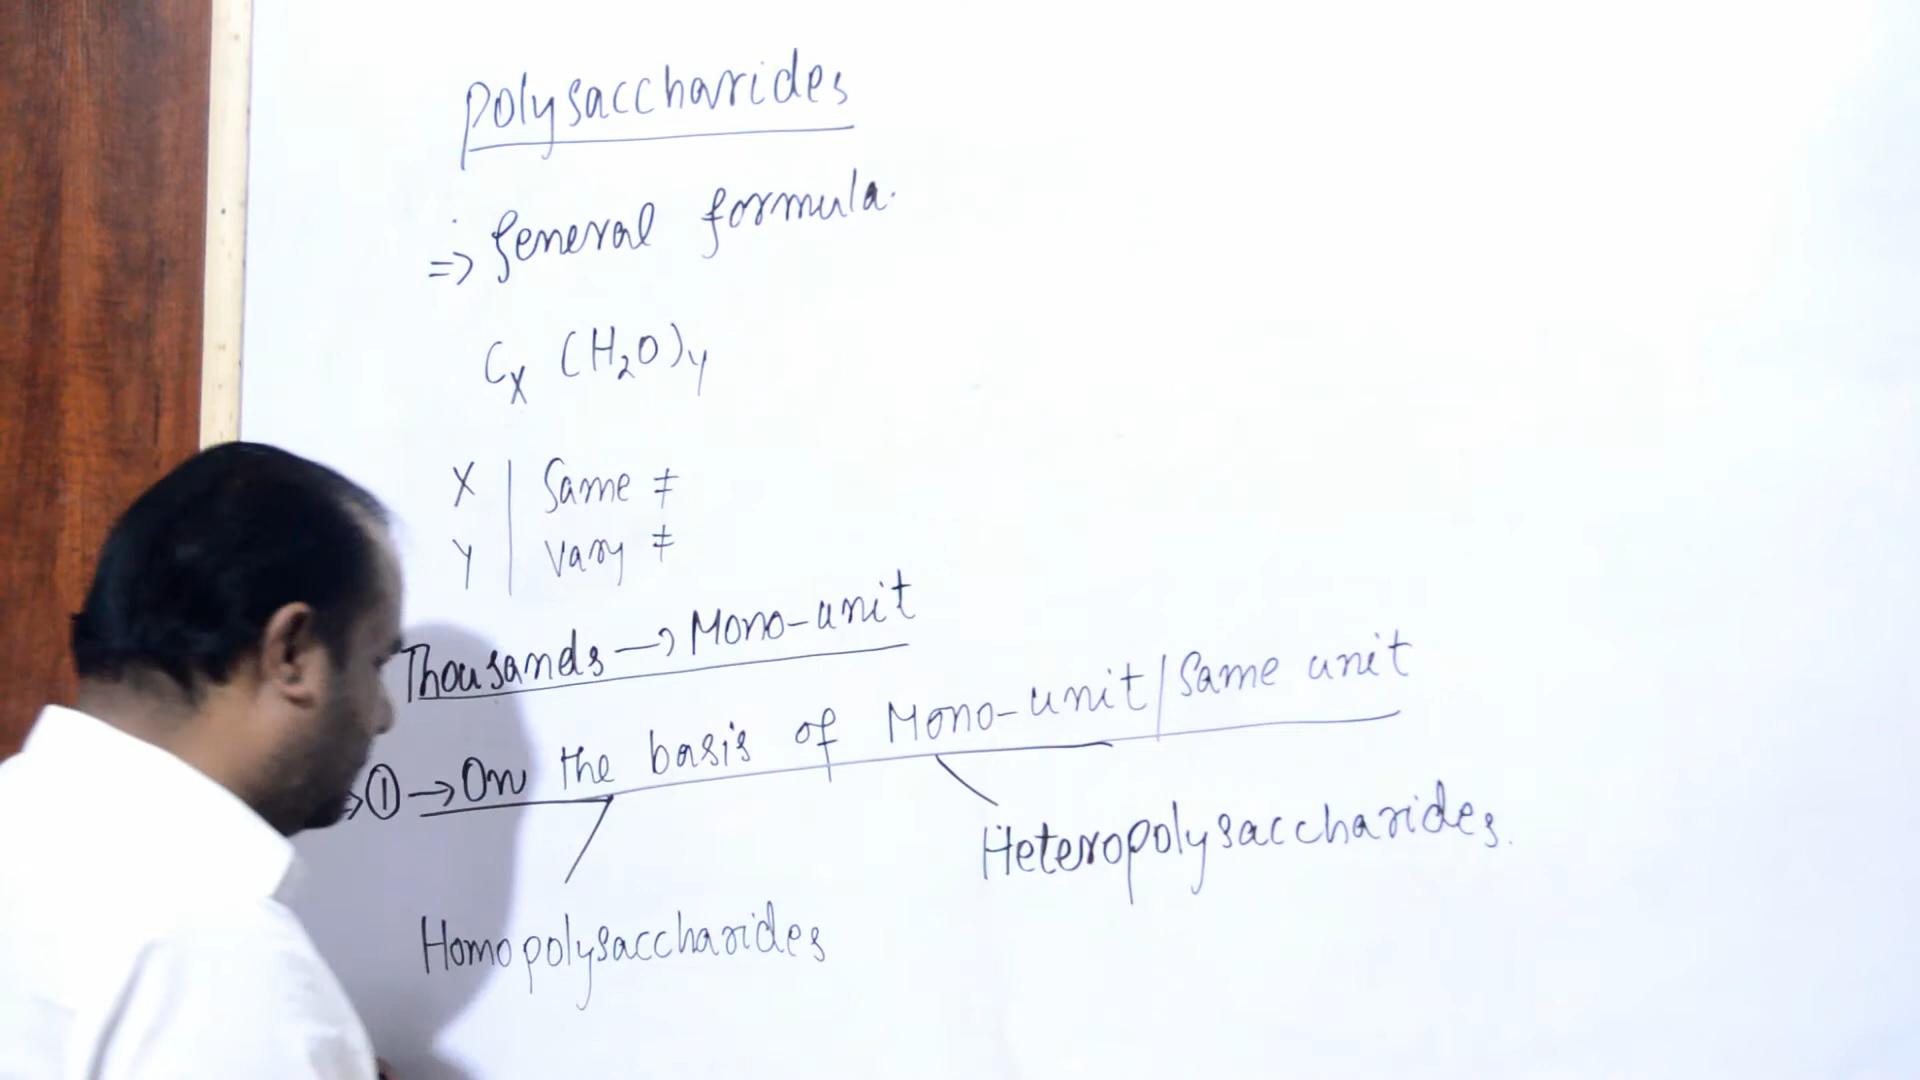 Polysaccharides
=> General formula.
Cx (H₂O)y
X | Same ≠
Y | Vary ≠
Thousands → Mono-unit
→ ① → On the basis of Mono-unit/Same unit
Heteropolysaccharides.
Homopolysaccharides